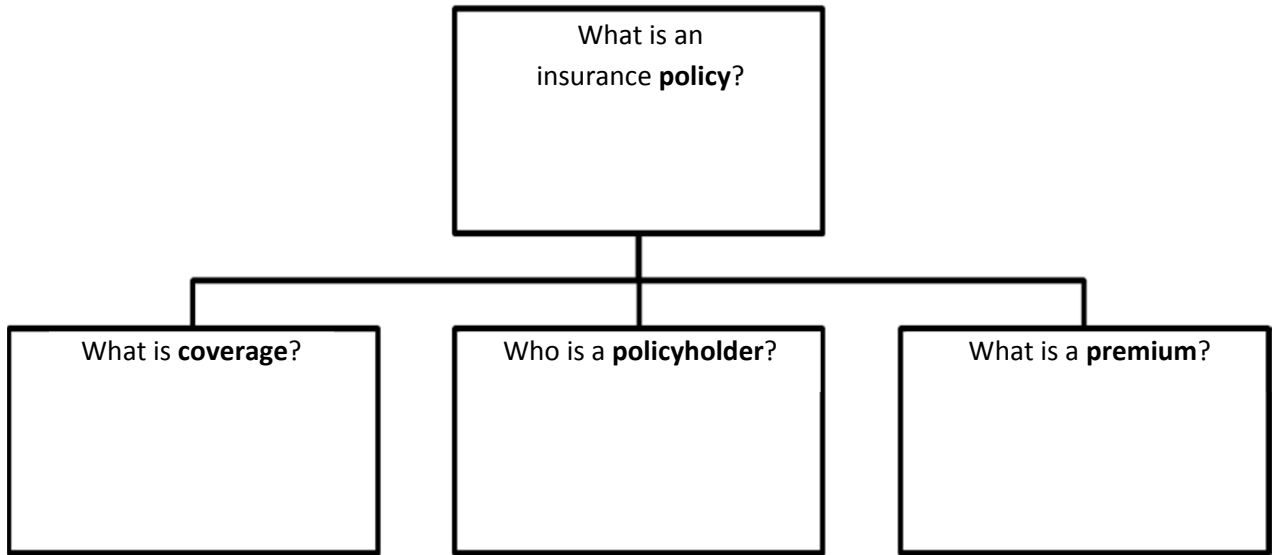 What is an
insurance policy?
What is coverage?
Who is a policyholder?
What is a premium?